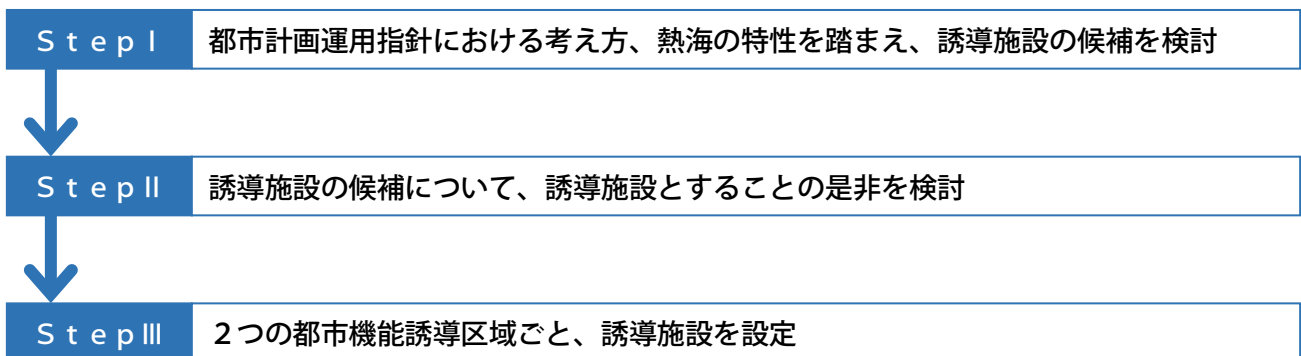 ＳｔｅｐⅠ 都市計画運用指針における考え方、熱海の特性を踏まえ、誘導施設の候補を検討
ＳｔｅｐⅡ 誘導施設の候補について、誘導施設とすることの是非を検討
ＳｔｅｐⅢ ２つの都市機能誘導区域ごと、誘導施設を設定